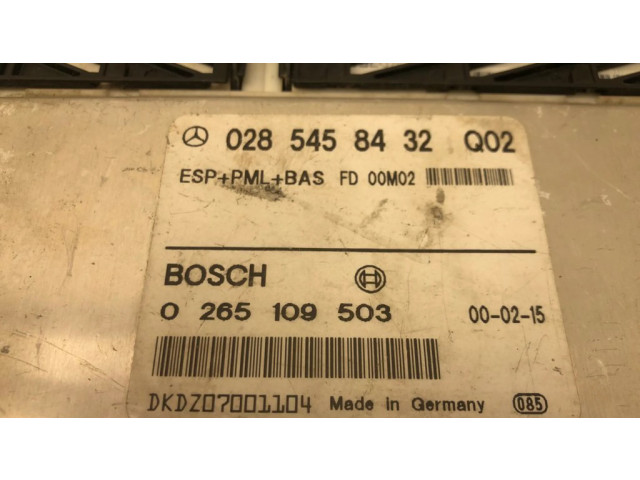 028 545 84 32 Q02
ESP+PML+BAS FD 00M02
BOSCH
0 265 109 503 00-02-15
DKDZ07001104 Made in Germany 085